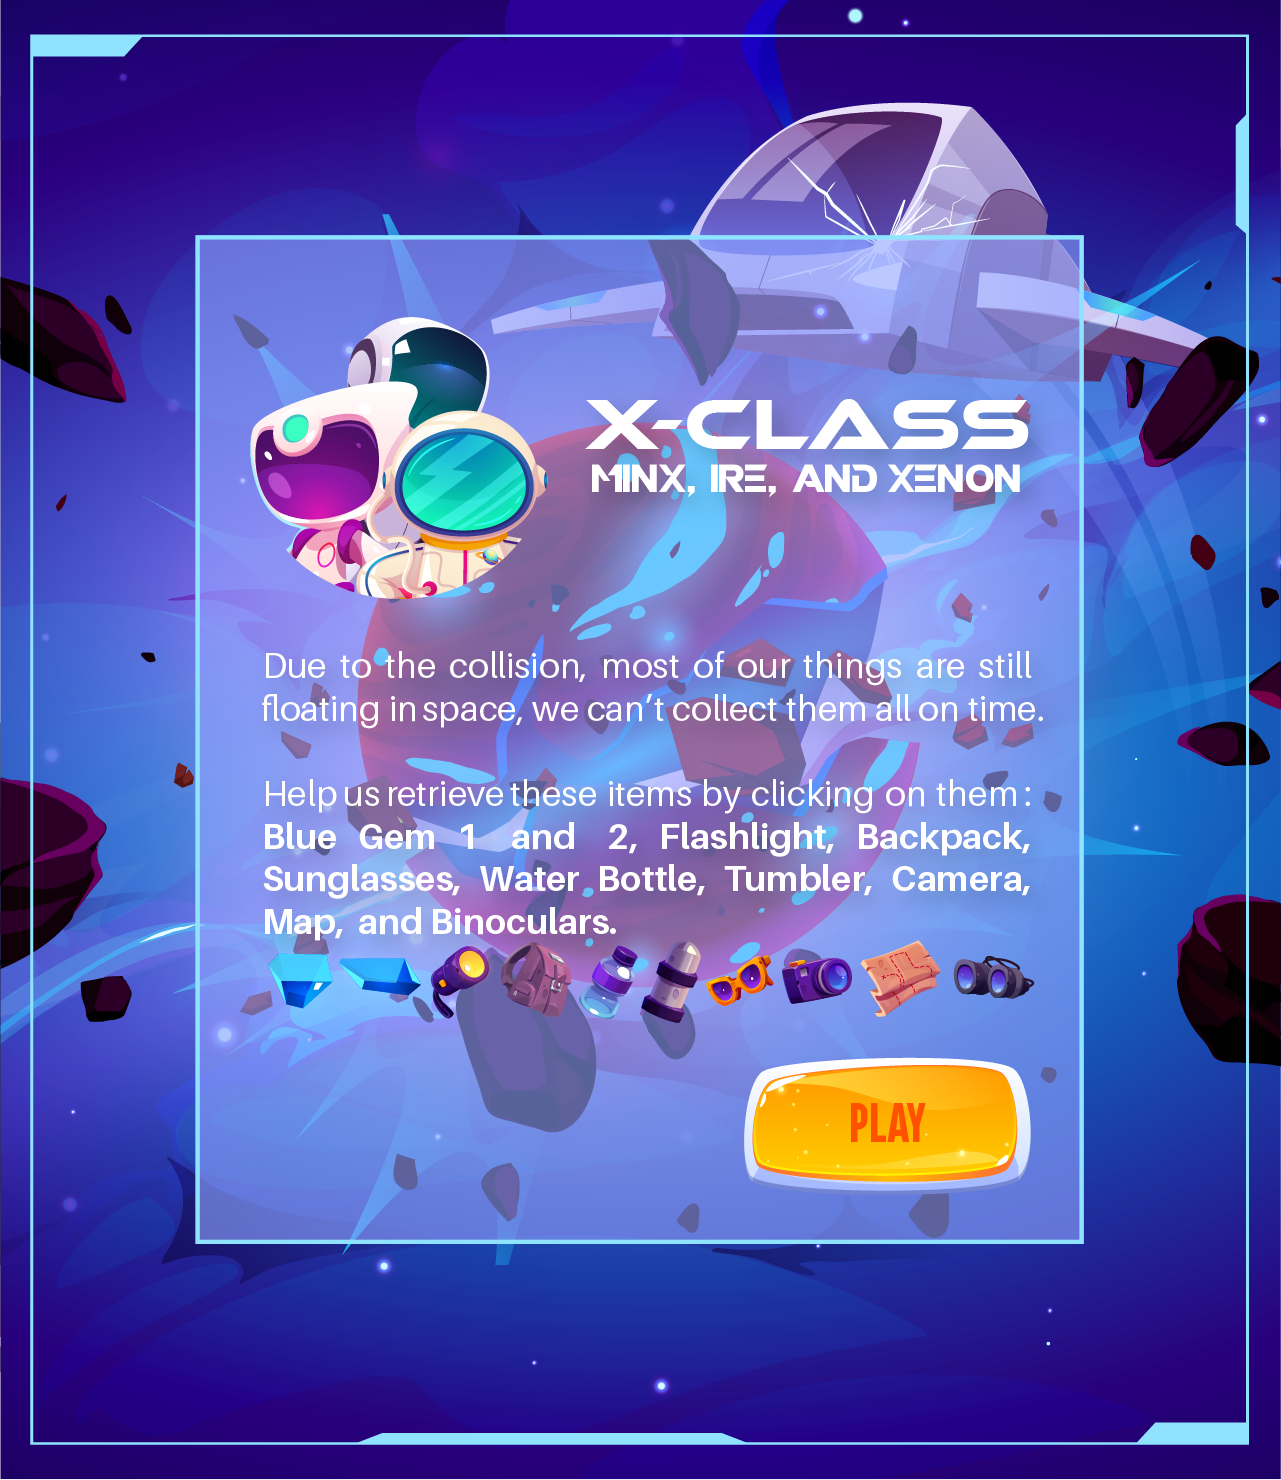 X-CLASS
MINX, IRE, AND XENON
Due to the collision, most of our things are still
floating in space, we can’t collect them all on time.
Help us retrieve these items by clicking on them:
Blue Gem 1 and 2, Flashlight, Backpack,
Sunglasses, Water Bottle, Tumbler, Camera,
Map, and Binoculars.
PLAY